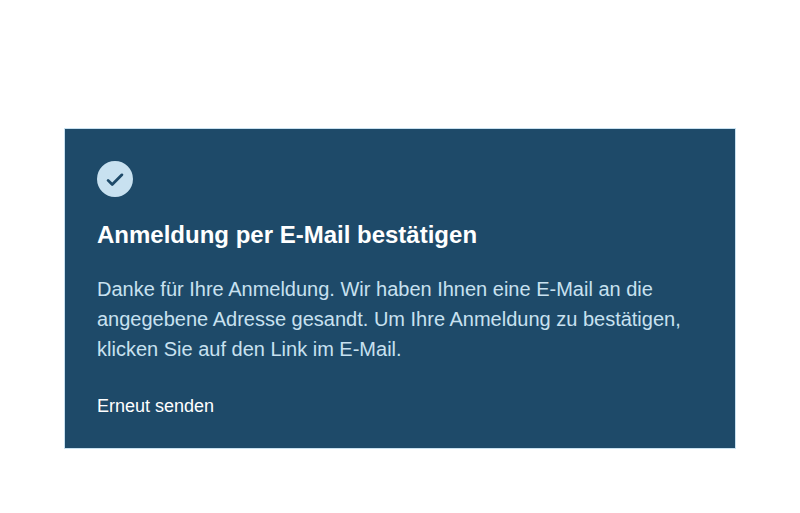 Anmeldung per E-Mail bestätigen
Danke für Ihre Anmeldung. Wir haben Ihnen eine E-Mail an die
angegebene Adresse gesandt. Um Ihre Anmeldung zu bestätigen,
klicken Sie auf den Link im E-Mail.
Erneut senden